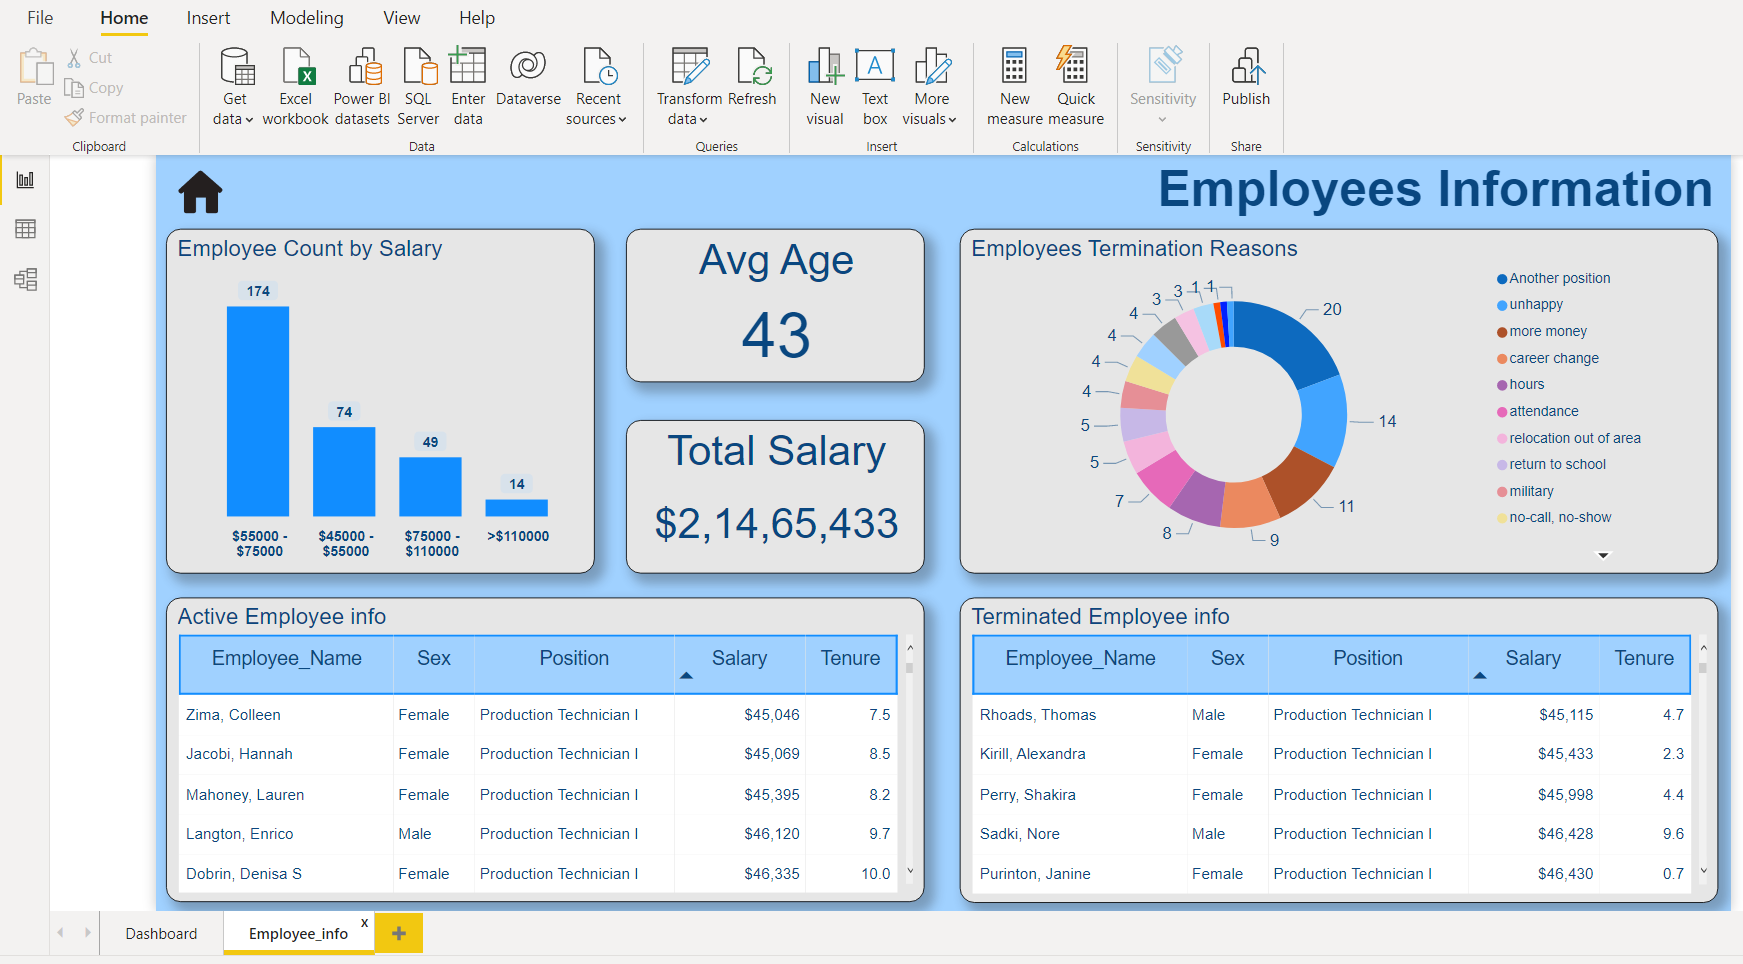 File Home Insert Modeling View Help
Paste
Cut
Copy
Format painter
Clipboard
Get data
Excel workbook
Power BI datasets
SQL Server
Enter data
Dataverse
Recent sources
Data
Transform data
Refresh
Queries
New visual
Text box
More visuals
Insert
New measure
Quick measure
Calculations
Sensitivity
Sensitivity
Publish
Share
Employees Information
Employee Count by Salary
174
74
49
14
$55000 - $75000
$45000 - $55000
$75000 - $110000
>$110000
Avg Age
43
Total Salary
$2,14,65,433
Employees Termination Reasons
20
14
11
9
8
7
5
5
4
4
4
4
3
3
1
1
Another position
unhappy
more money
career change
hours
attendance
relocation out of area
return to school
military
no-call, no-show
Active Employee info
Employee_Name Sex Position Salary Tenure
Zima, Colleen Female Production Technician I $45,046 7.5
Jacobi, Hannah Female Production Technician I $45,069 8.5
Mahoney, Lauren Female Production Technician I $45,395 8.2
Langton, Enrico Male Production Technician I $46,120 9.7
Dobrin, Denisa S Female Production Technician I $46,335 10.0
Terminated Employee info
Employee_Name Sex Position Salary Tenure
Rhoads, Thomas Male Production Technician I $45,115 4.7
Kirill, Alexandra Female Production Technician I $45,433 2.3
Perry, Shakira Female Production Technician I $45,998 4.4
Sadki, Nore Male Production Technician I $46,428 9.6
Purinton, Janine Female Production Technician I $46,430 0.7
Dashboard
Employee_info x